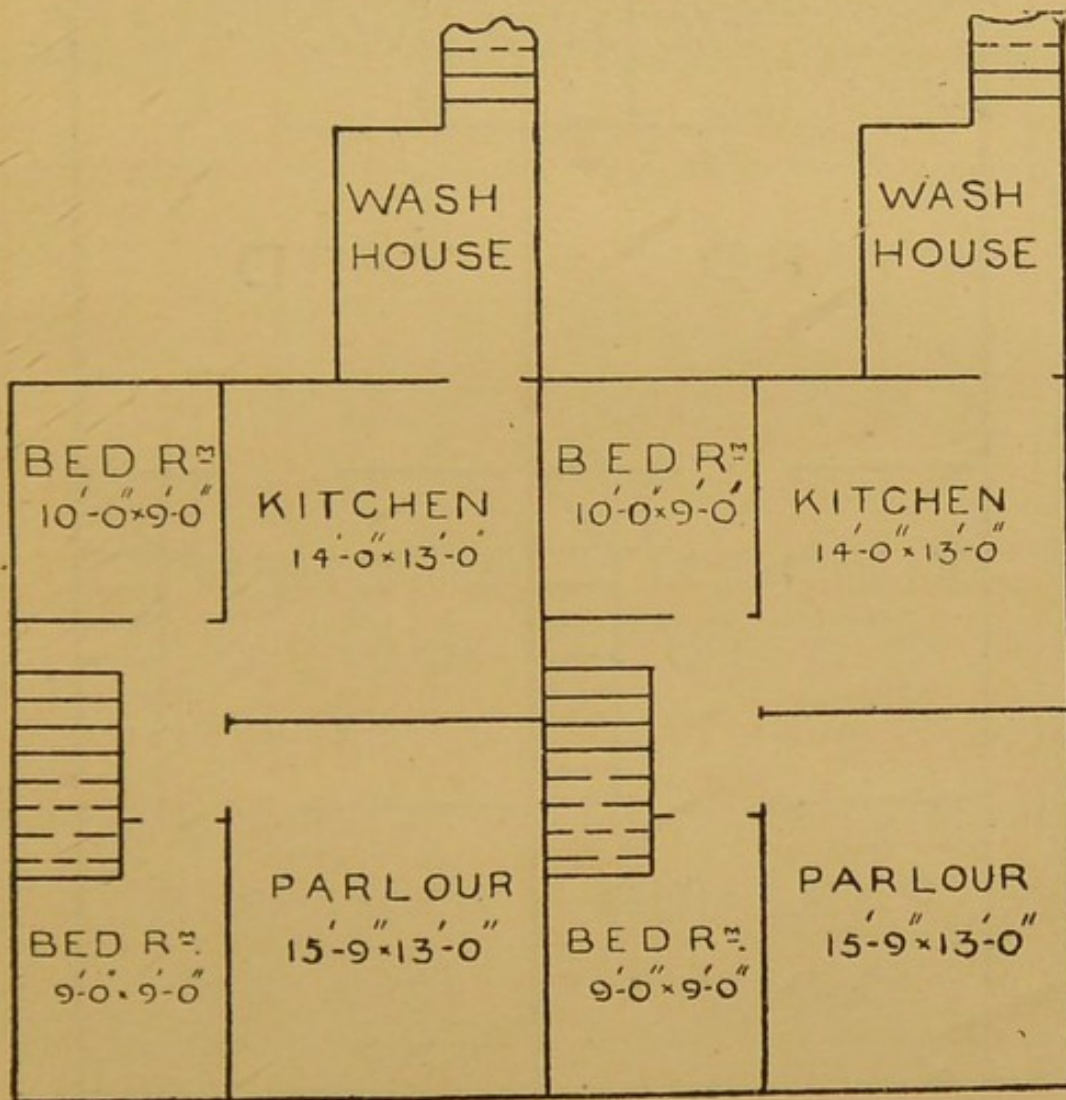 WASH
HOUSE
WASH
HOUSE
BED Rᵐ
10'-0"×9'-0"
KITCHEN
14'-0"×13'-0"
BED Rᵐ
10'-0"×9'-0"
KITCHEN
14'-0"×13'-0"
PARLOUR
15'-9"×13'-0"
BED Rᵐ.
9'-0"×9'-0"
PARLOUR
15'-9"×13'-0"
BED Rᵐ.
9'-0"×9'-0"